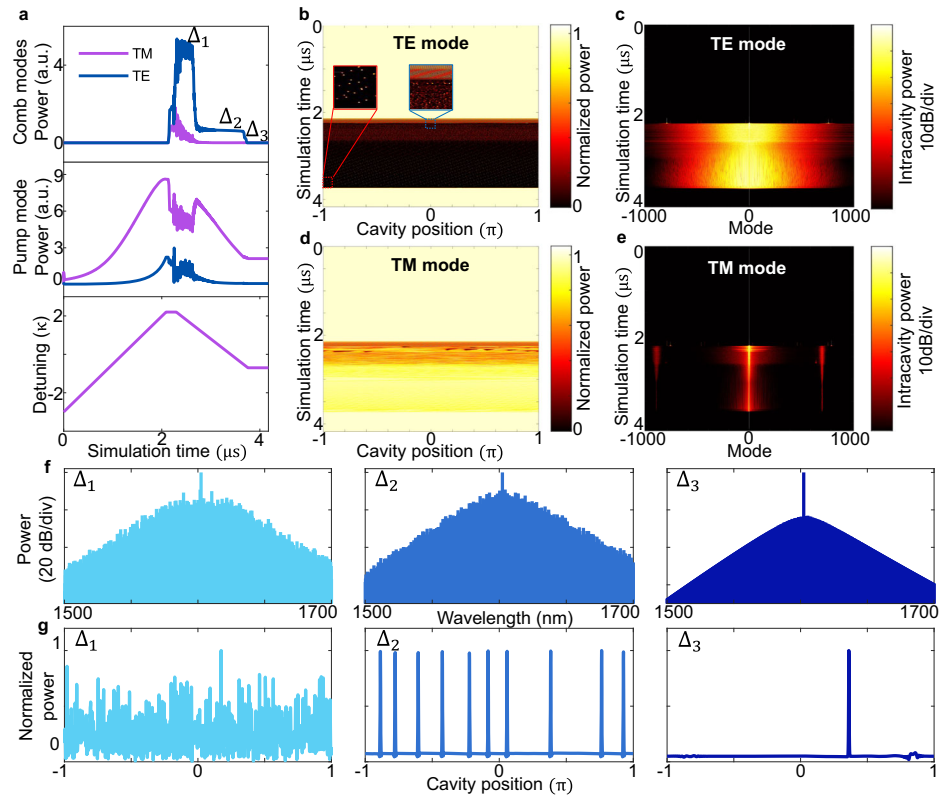 a
Comb modes
Power (a.u.)
4
0
TM
TE
Δ1
Δ2
Δ3
Pump mode
Power (a.u.)
9
6
3
0
Detuning (κ)
2
-2
0
2
4
Simulation time (μs)
b
TE mode
Simulation time (μs)
0
2
4
-1
0
1
Cavity position (π)
Normalized power
1
0
c
TE mode
Simulation time (μs)
0
2
4
-1000
0
1000
Mode
Intracavity power
10dB/div
d
TM mode
Simulation time (μs)
0
2
4
-1
0
1
Cavity position (π)
Normalized power
1
0
e
TM mode
Simulation time (μs)
0
2
4
-1000
0
1000
Mode
Intracavity power
10dB/div
f
Power
(20 dB/div)
Δ1
Δ2
Δ3
1500
1700
1500
1700
1500
1700
Wavelength (nm)
g
Normalized
power
1
0
Δ1
Δ2
Δ3
-1
0
1
-1
0
1
-1
0
1
Cavity position (π)